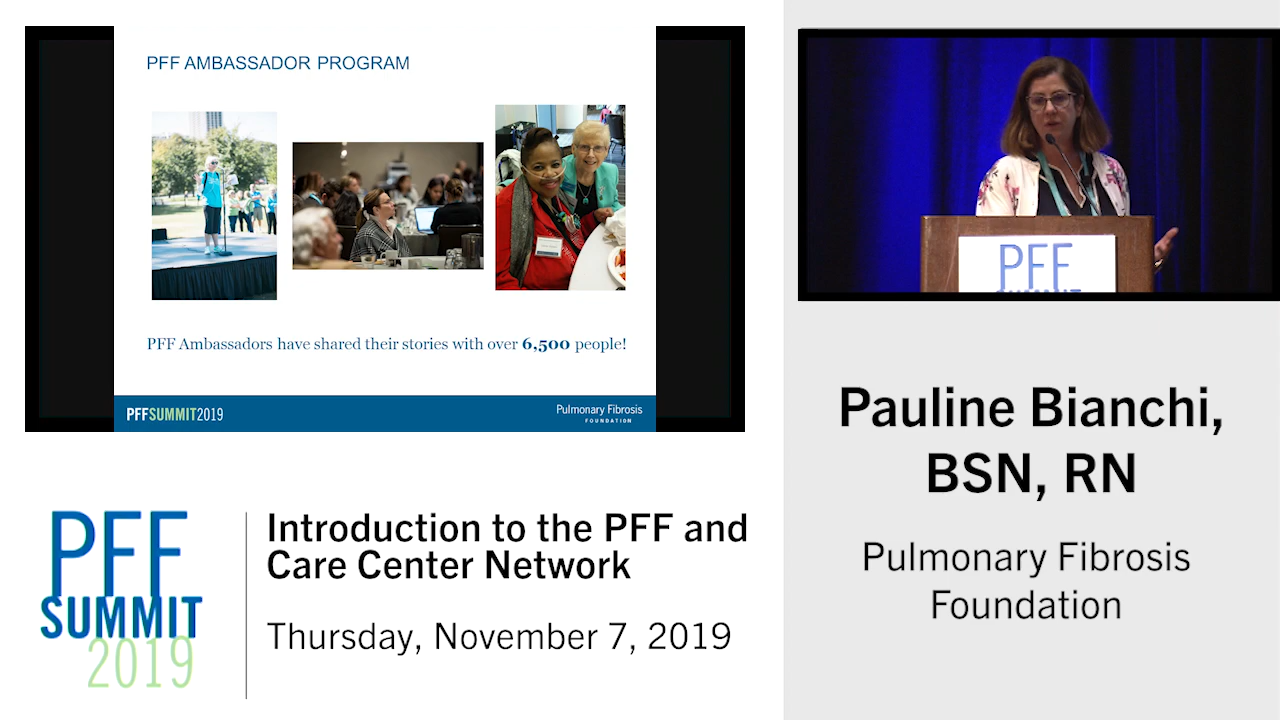 PFF AMBASSADOR PROGRAM
PFF Ambassadors have shared their stories with over 6,500 people!
PFFSUMMIT2019
Pulmonary Fibrosis
FOUNDATION
PFF
Pauline Bianchi,
BSN, RN
Pulmonary Fibrosis
Foundation
PFF
SUMMIT
2019
Introduction to the PFF and
Care Center Network
Thursday, November 7, 2019